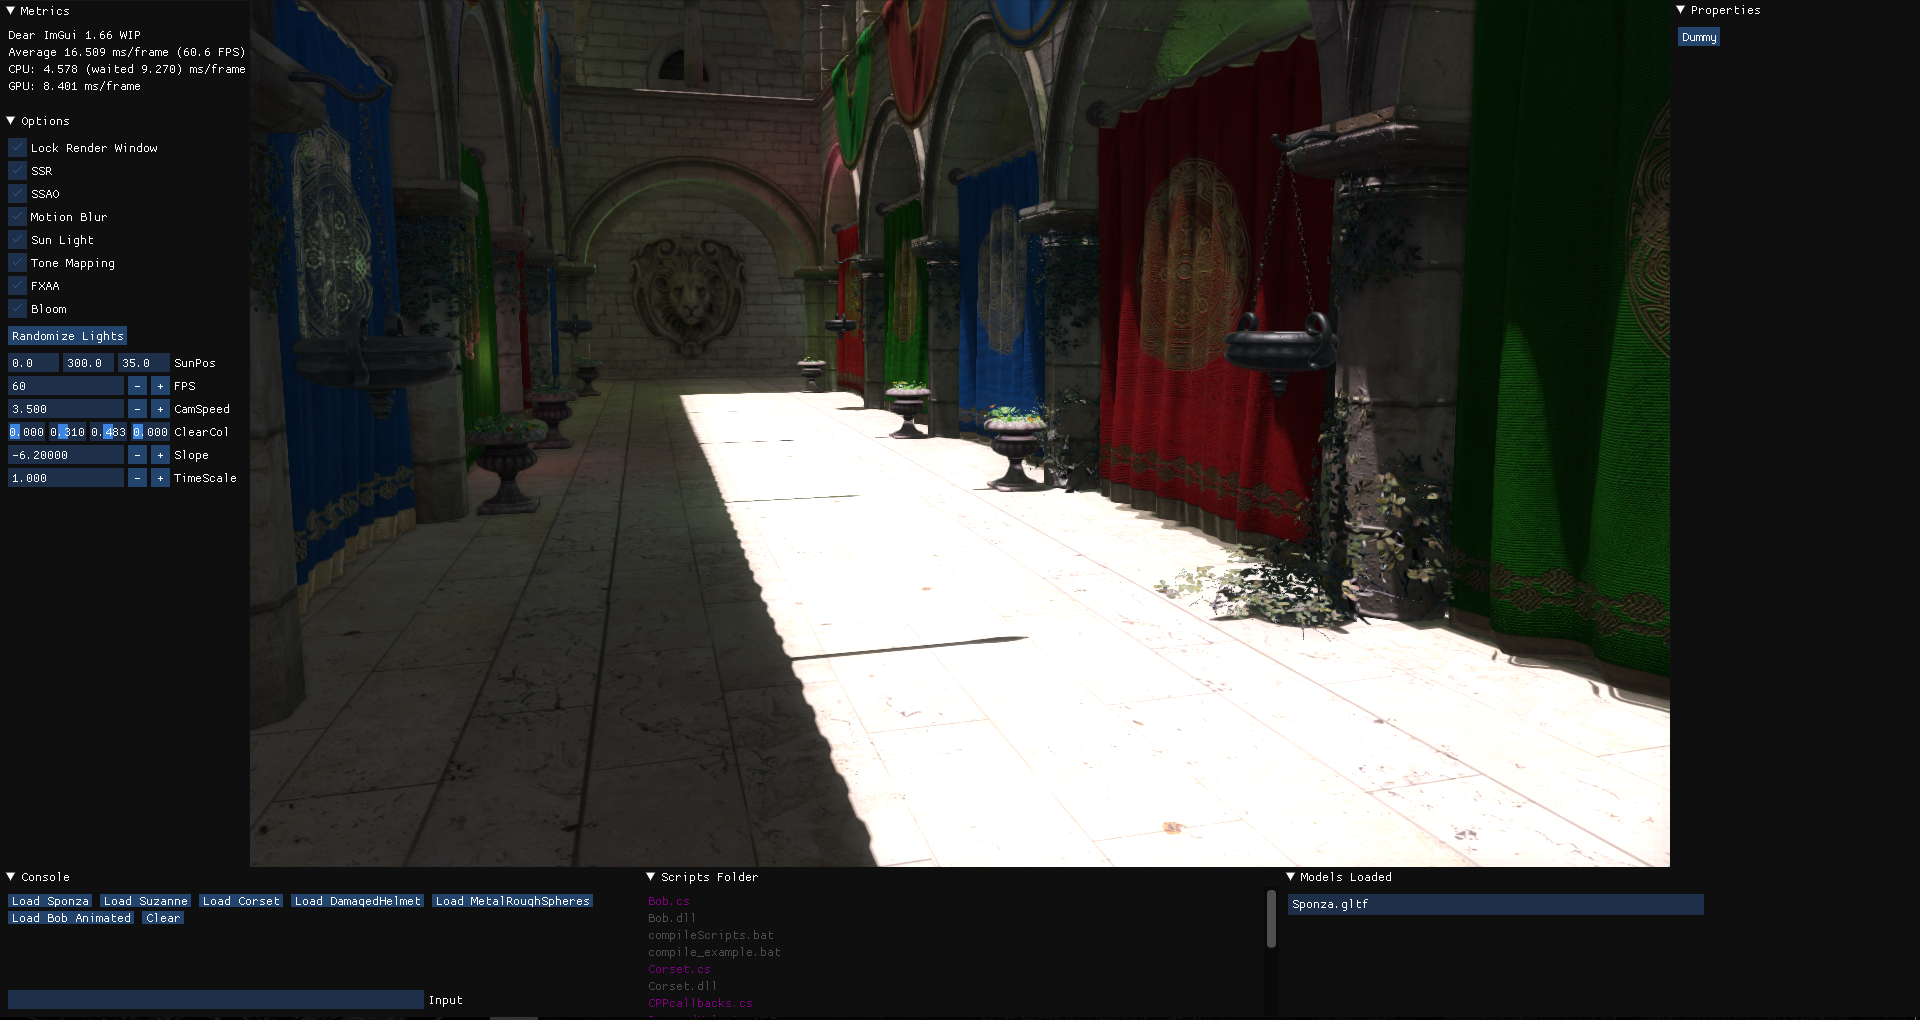 Metrics
Dear ImGui 1.66 WIP
Average 16.509 ms/frame (60.6 FPS)
CPU: 4.578 (waited 9.270) ms/frame
GPU: 8.401 ms/frame
Options
Lock Render Window
SSR
SSAO
Motion Blur
Sun Light
Tone Mapping
FXAA
Bloom
Randomize Lights
0.0 300.0 35.0 SunPos
60 - + FPS
3.500 - + CamSpeed
0.000 0.310 0.483 0.000 ClearCol
-6.20000 - + Slope
1.000 - + TimeScale
Properties
Dummy
Console
Load Sponza Load Suzanne Load Corset Load DamagedHelmet Load MetalRoughSpheres
Load Bob Animated Clear
Input
Scripts Folder
Bob.cs
Bob.dll
compileScripts.bat
compile_example.bat
Corset.cs
Corset.dll
CPPcallbacks.cs
Models Loaded
Sponza.gltf